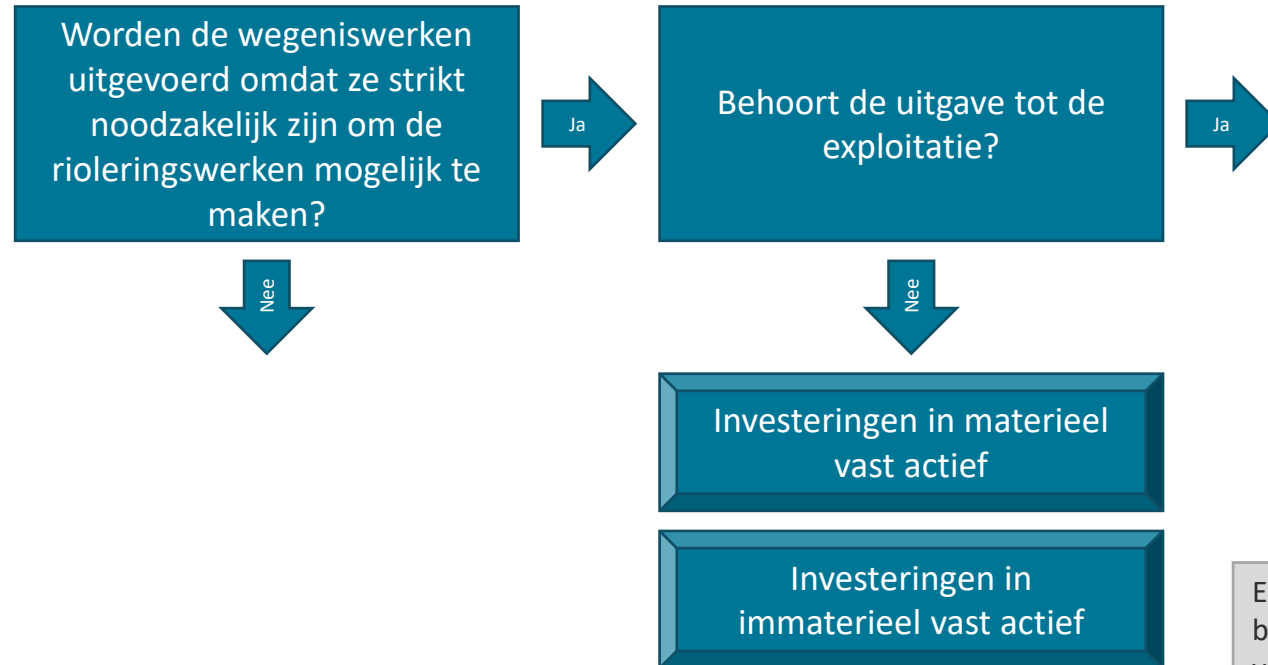 Worden de wegeniswerken
uitgevoerd omdat ze strikt
noodzakelijk zijn om de
rioleringswerken mogelijk te
maken?
Ja
Behoort de uitgave tot de
exploitatie?
Ja
Nee
Nee
Investeringen in materieel
vast actief
Investeringen in
immaterieel vast actief